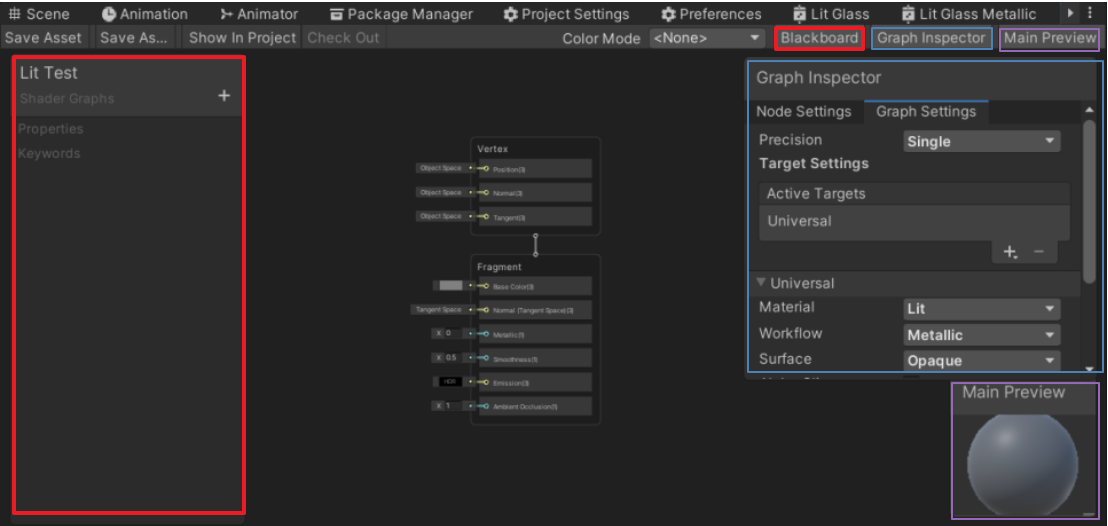 Scene Animation Animator Package Manager Project Settings Preferences Lit Glass Lit Glass Metallic
Save Asset Save As... Show In Project Check Out Color Mode <None> Blackboard Graph Inspector Main Preview
Lit Test
Shader Graphs
Properties
Keywords
Vertex
Object Space Position(3)
Object Space Normal(3)
Object Space Tangent(3)
Fragment
Base Color(3)
Tangent Space Normal (Tangent Space)(3)
X 0 Metallic(1)
X 0.5 Smoothness(1)
HDR Emission(3)
X 1 Ambient Occlusion(1)
Graph Inspector
Node Settings Graph Settings
Precision Single
Target Settings
Active Targets
Universal
Universal
Material Lit
Workflow Metallic
Surface Opaque
Main Preview